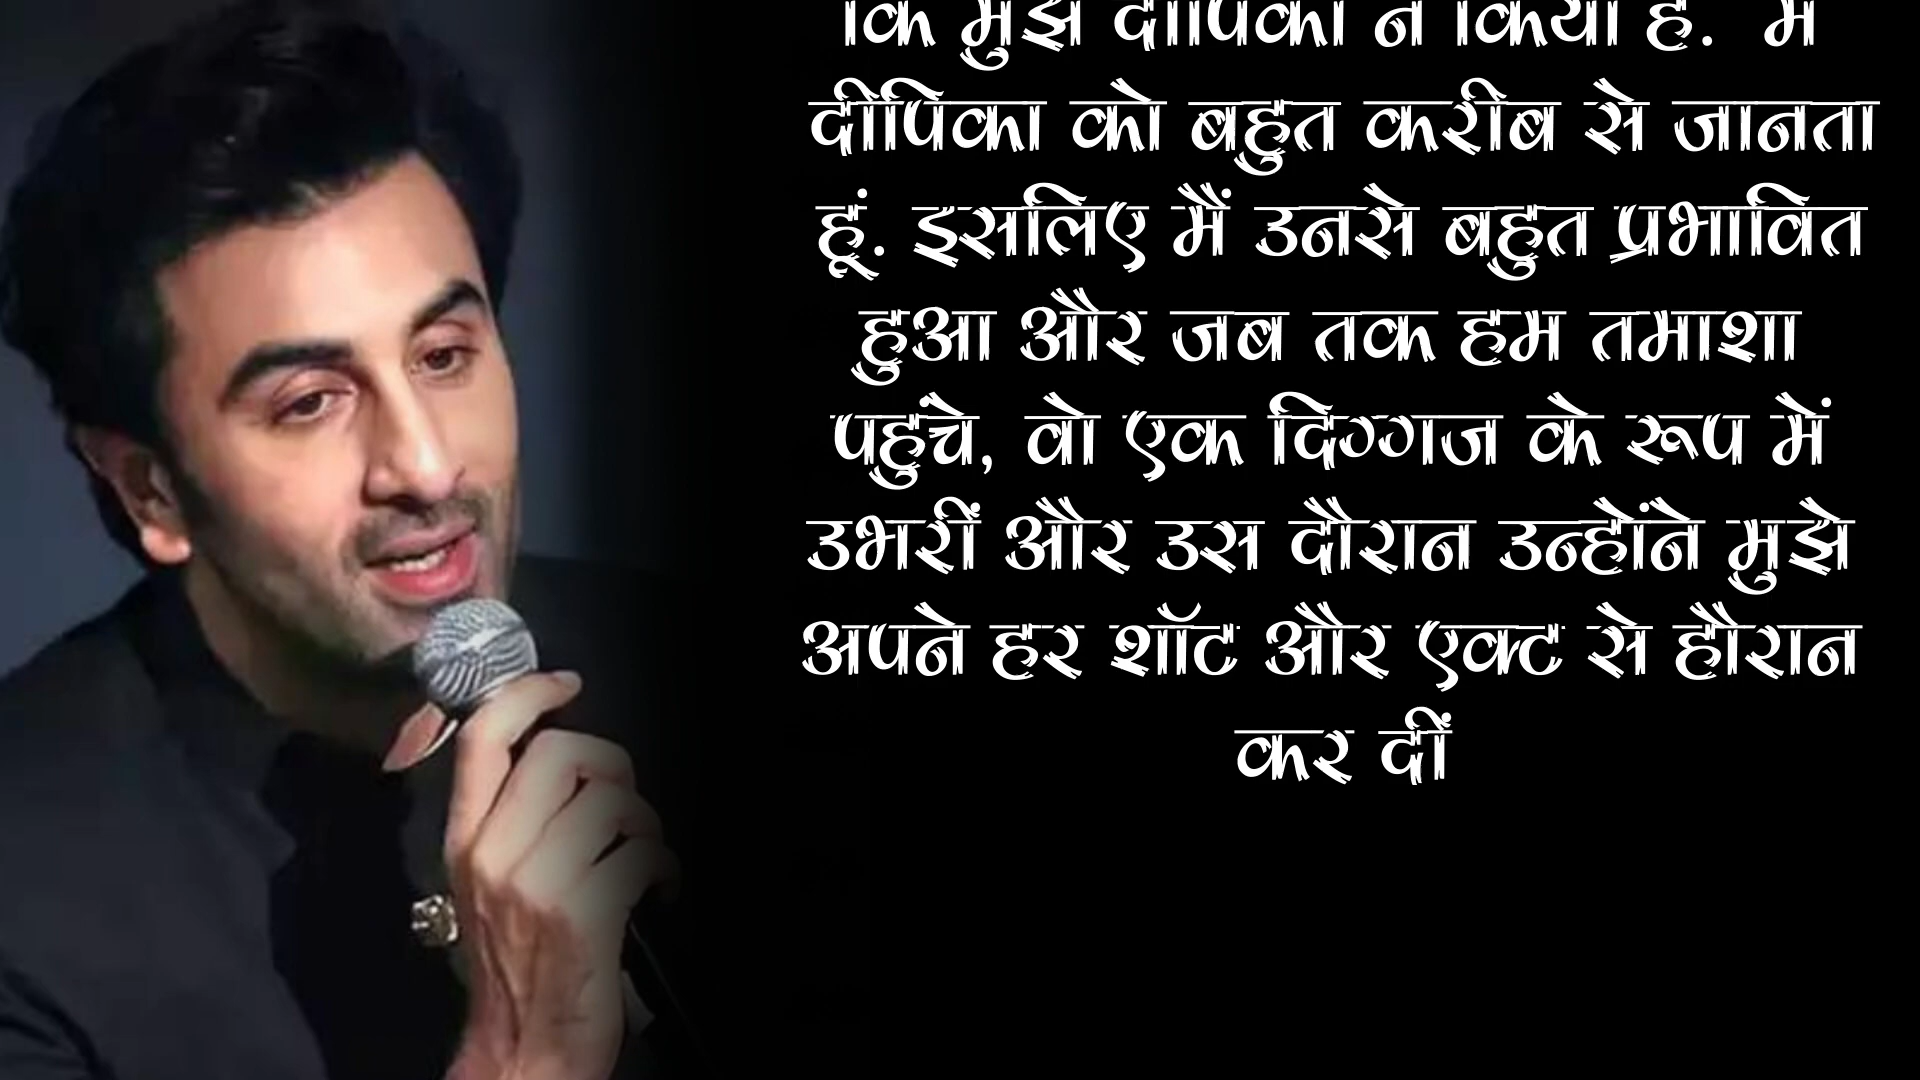 कि मुझे दीपिका ने किया है. मैं
दीपिका को बहुत करीब से जानता
हूं. इसलिए मैं उनसे बहुत प्रभावित
हुआ और जब तक हम तमाशा
पहुंचे, वो एक दिग्गज के रूप में
उभरीं और उस दौरान उन्होंने मुझे
अपने हर शॉट और एक्ट से हौरान
कर दीं